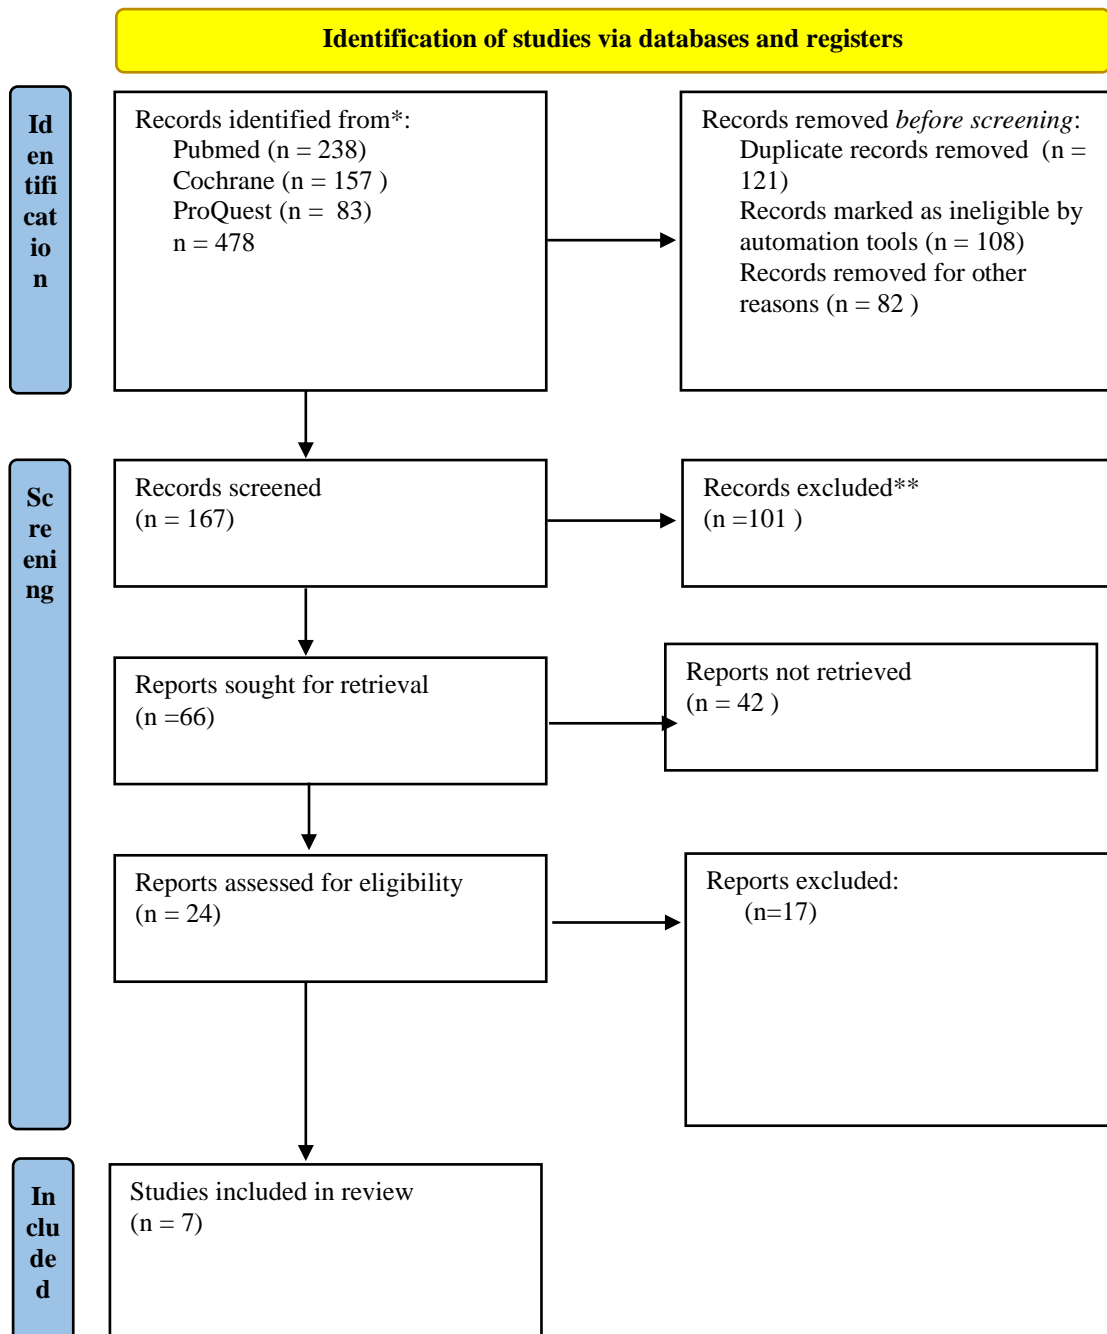 Identification of studies via databases and registers
Id
en
tifi
cat
io
n
Records identified from*:
Pubmed (n = 238)
Cochrane (n = 157 )
ProQuest (n =  83)
n = 478
Records removed before screening:
Duplicate records removed  (n =
121)
Records marked as ineligible by
automation tools (n = 108)
Records removed for other
reasons (n = 82 )
Sc
re
eni
ng
Records screened
(n = 167)
Records excluded**
(n =101 )
Reports sought for retrieval
(n =66)
Reports not retrieved
(n = 42 )
Reports assessed for eligibility
(n = 24)
Reports excluded:
(n=17)
In
clu
de
d
Studies included in review
(n = 7)